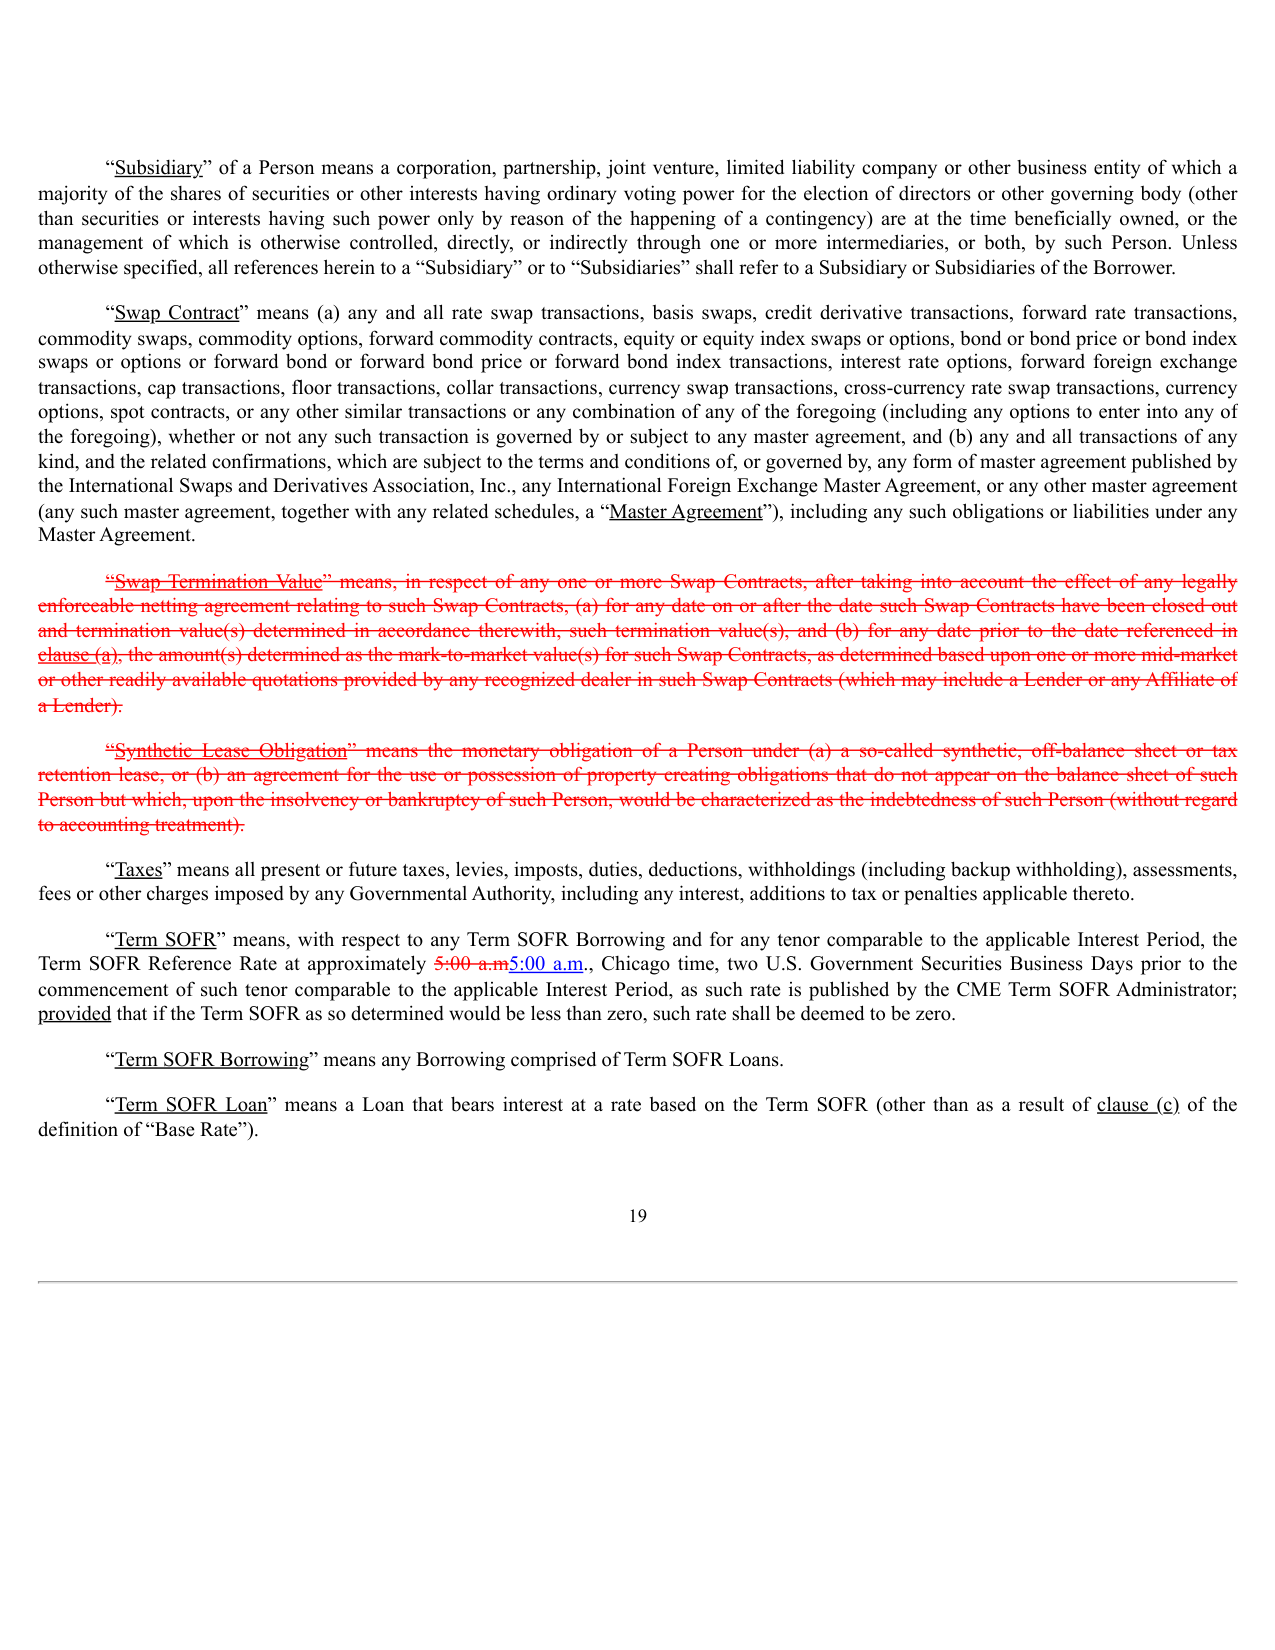 “Subsidiary” of a Person means a corporation, partnership, joint venture, limited liability company or other business entity of which a
majority of the shares of securities or other interests having ordinary voting power for the election of directors or other governing body (other
than securities or interests having such power only by reason of the happening of a contingency) are at the time beneficially owned, or the
management of which is otherwise controlled, directly, or indirectly through one or more intermediaries, or both, by such Person. Unless
otherwise specified, all references herein to a “Subsidiary” or to “Subsidiaries” shall refer to a Subsidiary or Subsidiaries of the Borrower.
“Swap Contract” means (a) any and all rate swap transactions, basis swaps, credit derivative transactions, forward rate transactions,
commodity swaps, commodity options, forward commodity contracts, equity or equity index swaps or options, bond or bond price or bond index
swaps or options or forward bond or forward bond price or forward bond index transactions, interest rate options, forward foreign exchange
transactions, cap transactions, floor transactions, collar transactions, currency swap transactions, cross-currency rate swap transactions, currency
options, spot contracts, or any other similar transactions or any combination of any of the foregoing (including any options to enter into any of
the foregoing), whether or not any such transaction is governed by or subject to any master agreement, and (b) any and all transactions of any
kind, and the related confirmations, which are subject to the terms and conditions of, or governed by, any form of master agreement published by
the International Swaps and Derivatives Association, Inc., any International Foreign Exchange Master Agreement, or any other master agreement
(any such master agreement, together with any related schedules, a “Master Agreement”), including any such obligations or liabilities under any
Master Agreement.
“Swap Termination Value” means, in respect of any one or more Swap Contracts, after taking into account the effect of any legally
enforceable netting agreement relating to such Swap Contracts, (a) for any date on or after the date such Swap Contracts have been closed out
and termination value(s) determined in accordance therewith, such termination value(s), and (b) for any date prior to the date referenced in
clause (a), the amount(s) determined as the mark-to-market value(s) for such Swap Contracts, as determined based upon one or more mid-market
or other readily available quotations provided by any recognized dealer in such Swap Contracts (which may include a Lender or any Affiliate of
a Lender).
“Synthetic Lease Obligation” means the monetary obligation of a Person under (a) a so-called synthetic, off-balance sheet or tax
retention lease, or (b) an agreement for the use or possession of property creating obligations that do not appear on the balance sheet of such
Person but which, upon the insolvency or bankruptcy of such Person, would be characterized as the indebtedness of such Person (without regard
to accounting treatment).
“Taxes” means all present or future taxes, levies, imposts, duties, deductions, withholdings (including backup withholding), assessments,
fees or other charges imposed by any Governmental Authority, including any interest, additions to tax or penalties applicable thereto.
“Term SOFR” means, with respect to any Term SOFR Borrowing and for any tenor comparable to the applicable Interest Period, the
Term SOFR Reference Rate at approximately 5:00 a.m5:00 a.m., Chicago time, two U.S. Government Securities Business Days prior to the
commencement of such tenor comparable to the applicable Interest Period, as such rate is published by the CME Term SOFR Administrator;
provided that if the Term SOFR as so determined would be less than zero, such rate shall be deemed to be zero.
“Term SOFR Borrowing” means any Borrowing comprised of Term SOFR Loans.
“Term SOFR Loan” means a Loan that bears interest at a rate based on the Term SOFR (other than as a result of clause (c) of the
definition of “Base Rate”).
19